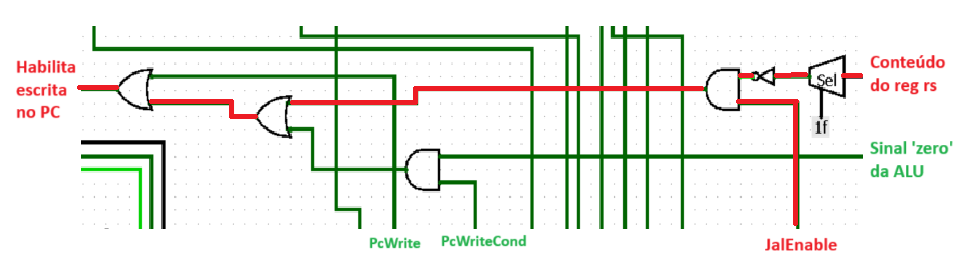 Habilita
escrita
no PC
Conteúdo
do reg rs
Sel
1f
Sinal 'zero'
da ALU
PcWrite
PcWriteCond
JalEnable